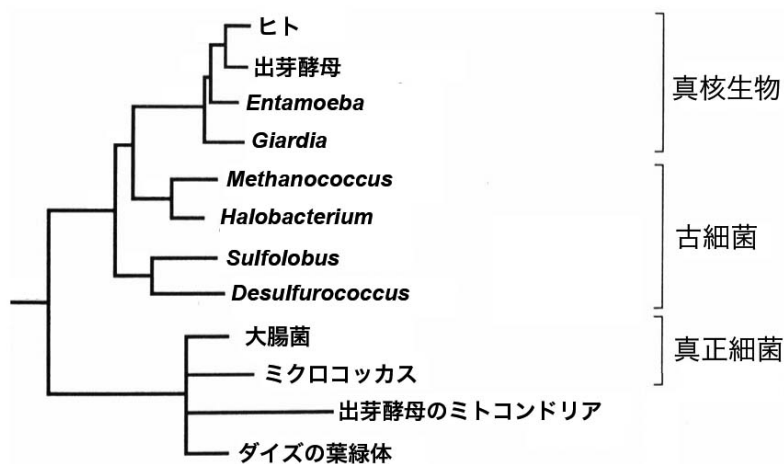 ヒト
出芽酵母
Entamoeba
Giardia
真核生物
Methanococcus
Halobacterium
Sulfolobus
Desulfurococcus
古細菌
大腸菌
ミクロコッカス
真正細菌
出芽酵母のミトコンドリア
ダイズの葉緑体